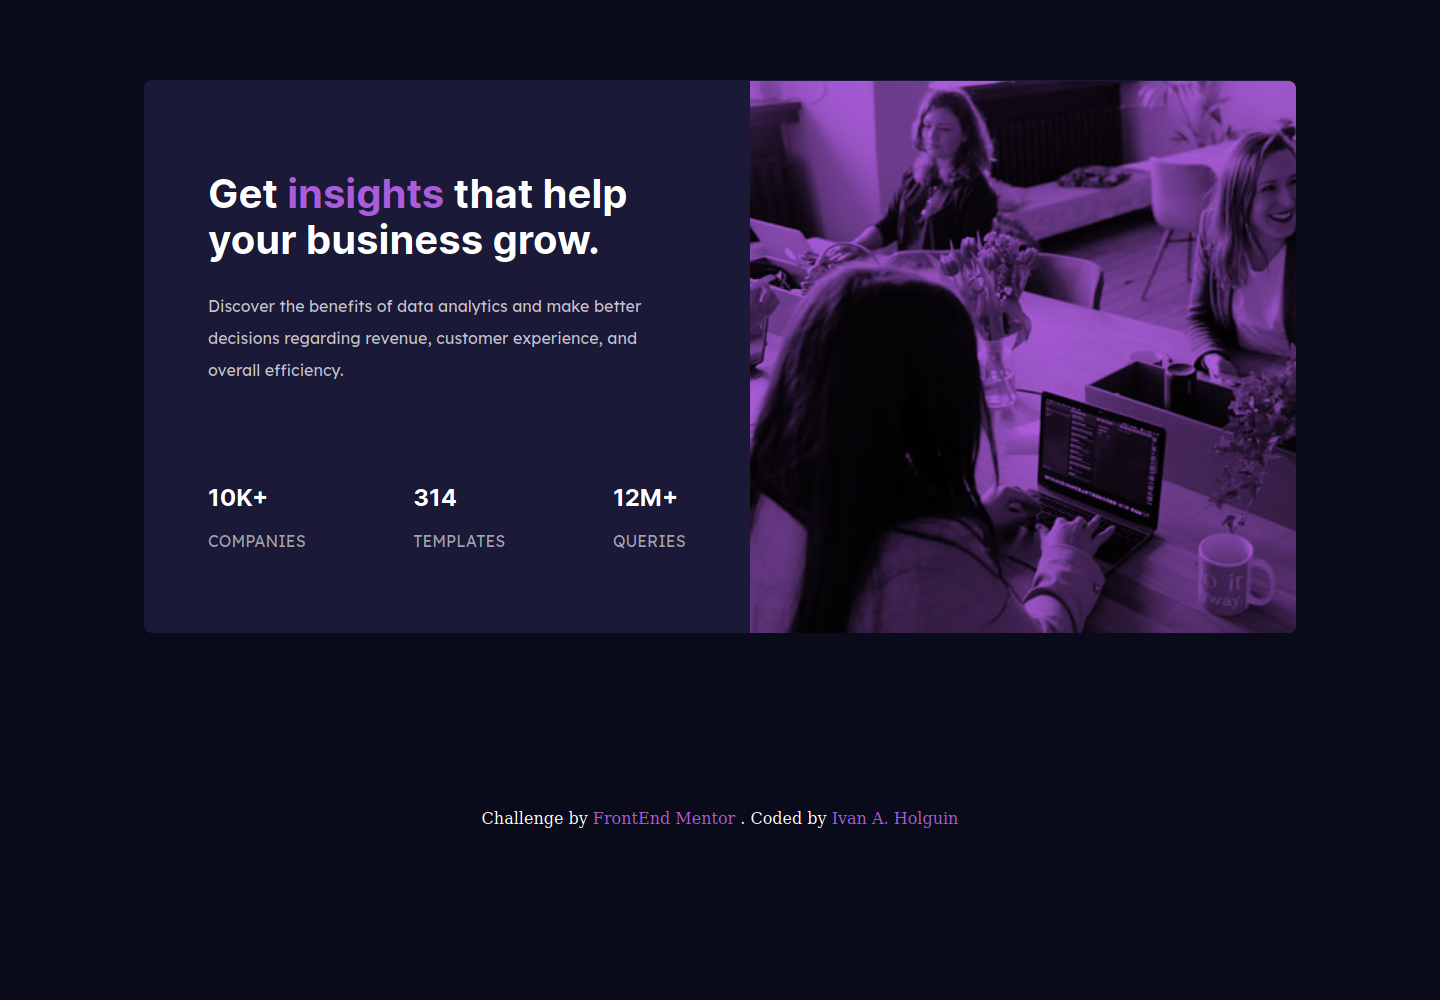 Get insights that help
your business grow.
Discover the benefits of data analytics and make better
decisions regarding revenue, customer experience, and
overall efficiency.
10K+ 314 12M+
COMPANIES TEMPLATES QUERIES
it
way.
Challenge by FrontEnd Mentor . Coded by Ivan A. Holguin